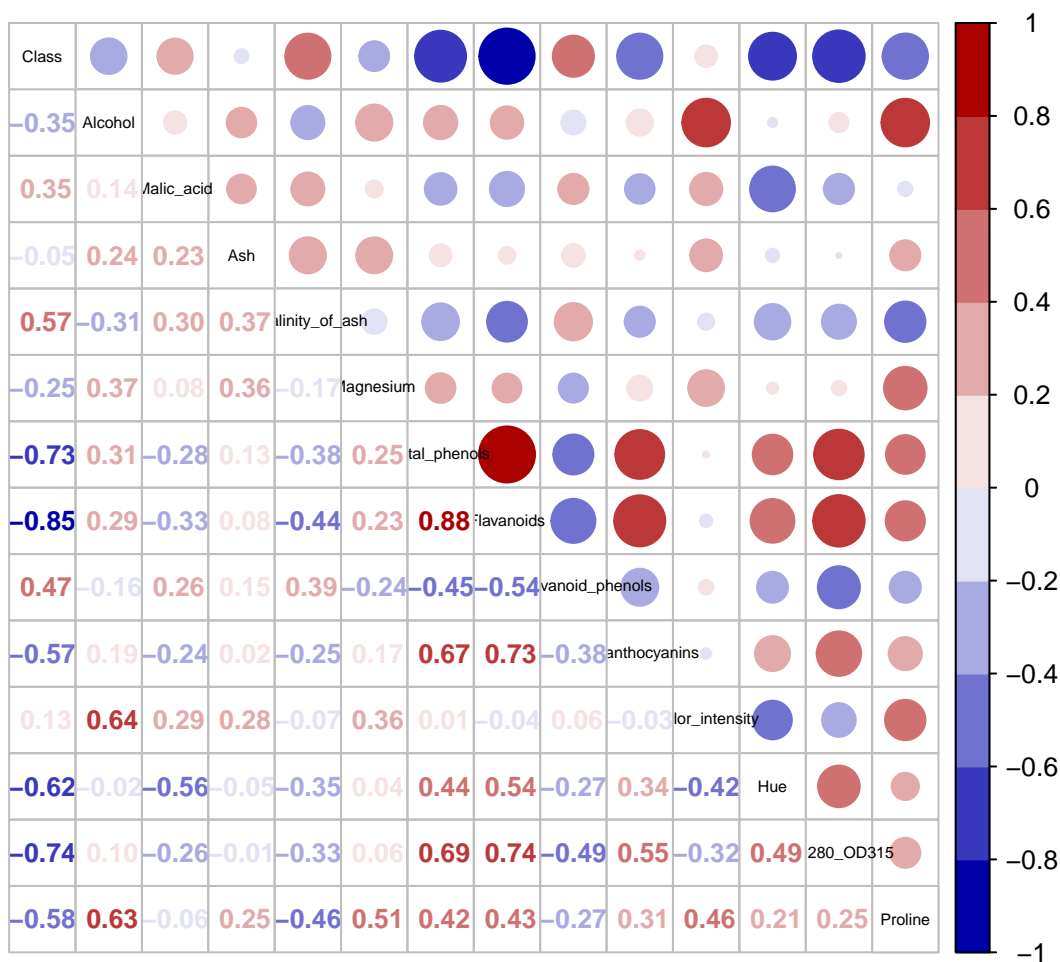 Class
−0.35 Alcohol
0.35 0.14 Malic_acid
−0.05 0.24 0.23 Ash
0.57 −0.31 0.30 0.37 alinity_of_ash
−0.25 0.37 0.08 0.36 −0.17 Magnesium
−0.73 0.31 −0.28 0.13 −0.38 0.25 tal_phenols
−0.85 0.29 −0.33 0.08 −0.44 0.23 0.88 Flavanoids
0.47 −0.16 0.26 0.15 0.39 −0.24 −0.45 −0.54 vanoid_phenols
−0.57 0.19 −0.24 0.02 −0.25 0.17 0.67 0.73 −0.38 anthocyanins
0.13 0.64 0.29 0.28 −0.07 0.36 0.01 −0.04 0.06 −0.03 lor_intensity
−0.62 −0.02 −0.56 −0.05 −0.35 0.04 0.44 0.54 −0.27 0.34 −0.42 Hue
−0.74 0.10 −0.26 −0.01 −0.33 0.06 0.69 0.74 −0.49 0.55 −0.32 0.49 280_OD315
−0.58 0.63 −0.06 0.25 −0.46 0.51 0.42 0.43 −0.27 0.31 0.46 0.21 0.25 Proline
1
0.8
0.6
0.4
0.2
0
−0.2
−0.4
−0.6
−0.8
−1